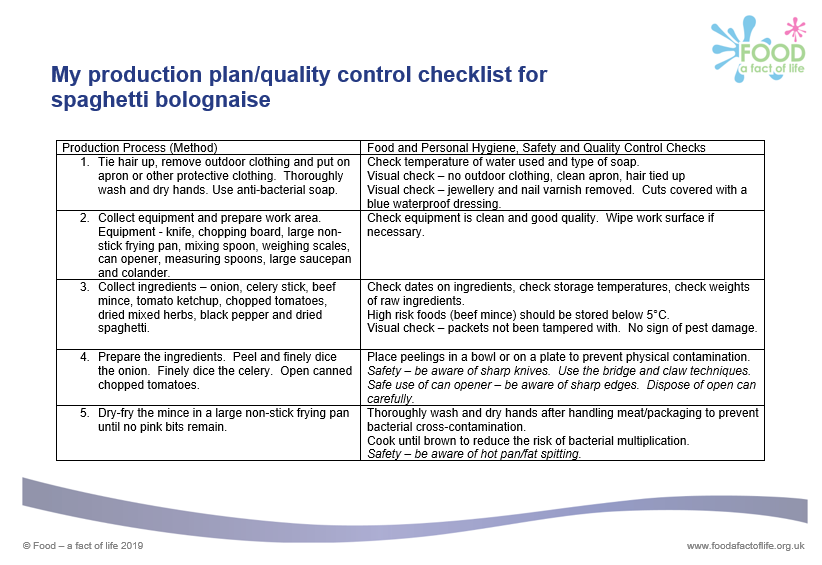 FOOD
a fact of life
My production plan/quality control checklist for
spaghetti bolognaise
Production Process (Method)
Food and Personal Hygiene, Safety and Quality Control Checks
1. Tie hair up, remove outdoor clothing and put on
apron or other protective clothing. Thoroughly
wash and dry hands. Use anti-bacterial soap.
Check temperature of water used and type of soap.
Visual check – no outdoor clothing, clean apron, hair tied up
Visual check – jewellery and nail varnish removed. Cuts covered with a
blue waterproof dressing.
2. Collect equipment and prepare work area.
Equipment - knife, chopping board, large non-
stick frying pan, mixing spoon, weighing scales,
can opener, measuring spoons, large saucepan
and colander.
Check equipment is clean and good quality. Wipe work surface if
necessary.
3. Collect ingredients – onion, celery stick, beef
mince, tomato ketchup, chopped tomatoes,
dried mixed herbs, black pepper and dried
spaghetti.
Check dates on ingredients, check storage temperatures, check weights
of raw ingredients.
High risk foods (beef mince) should be stored below 5°C.
Visual check – packets not been tampered with. No sign of pest damage.
4. Prepare the ingredients. Peel and finely dice
the onion. Finely dice the celery. Open canned
chopped tomatoes.
Place peelings in a bowl or on a plate to prevent physical contamination.
Safety – be aware of sharp knives. Use the bridge and claw techniques.
Safe use of can opener – be aware of sharp edges. Dispose of open can
carefully.
5. Dry-fry the mince in a large non-stick frying pan
until no pink bits remain.
Thoroughly wash and dry hands after handling meat/packaging to prevent
bacterial cross-contamination.
Cook until brown to reduce the risk of bacterial multiplication.
Safety – be aware of hot pan/fat spitting.
© Food – a fact of life 2019
www.foodafactoflife.org.uk